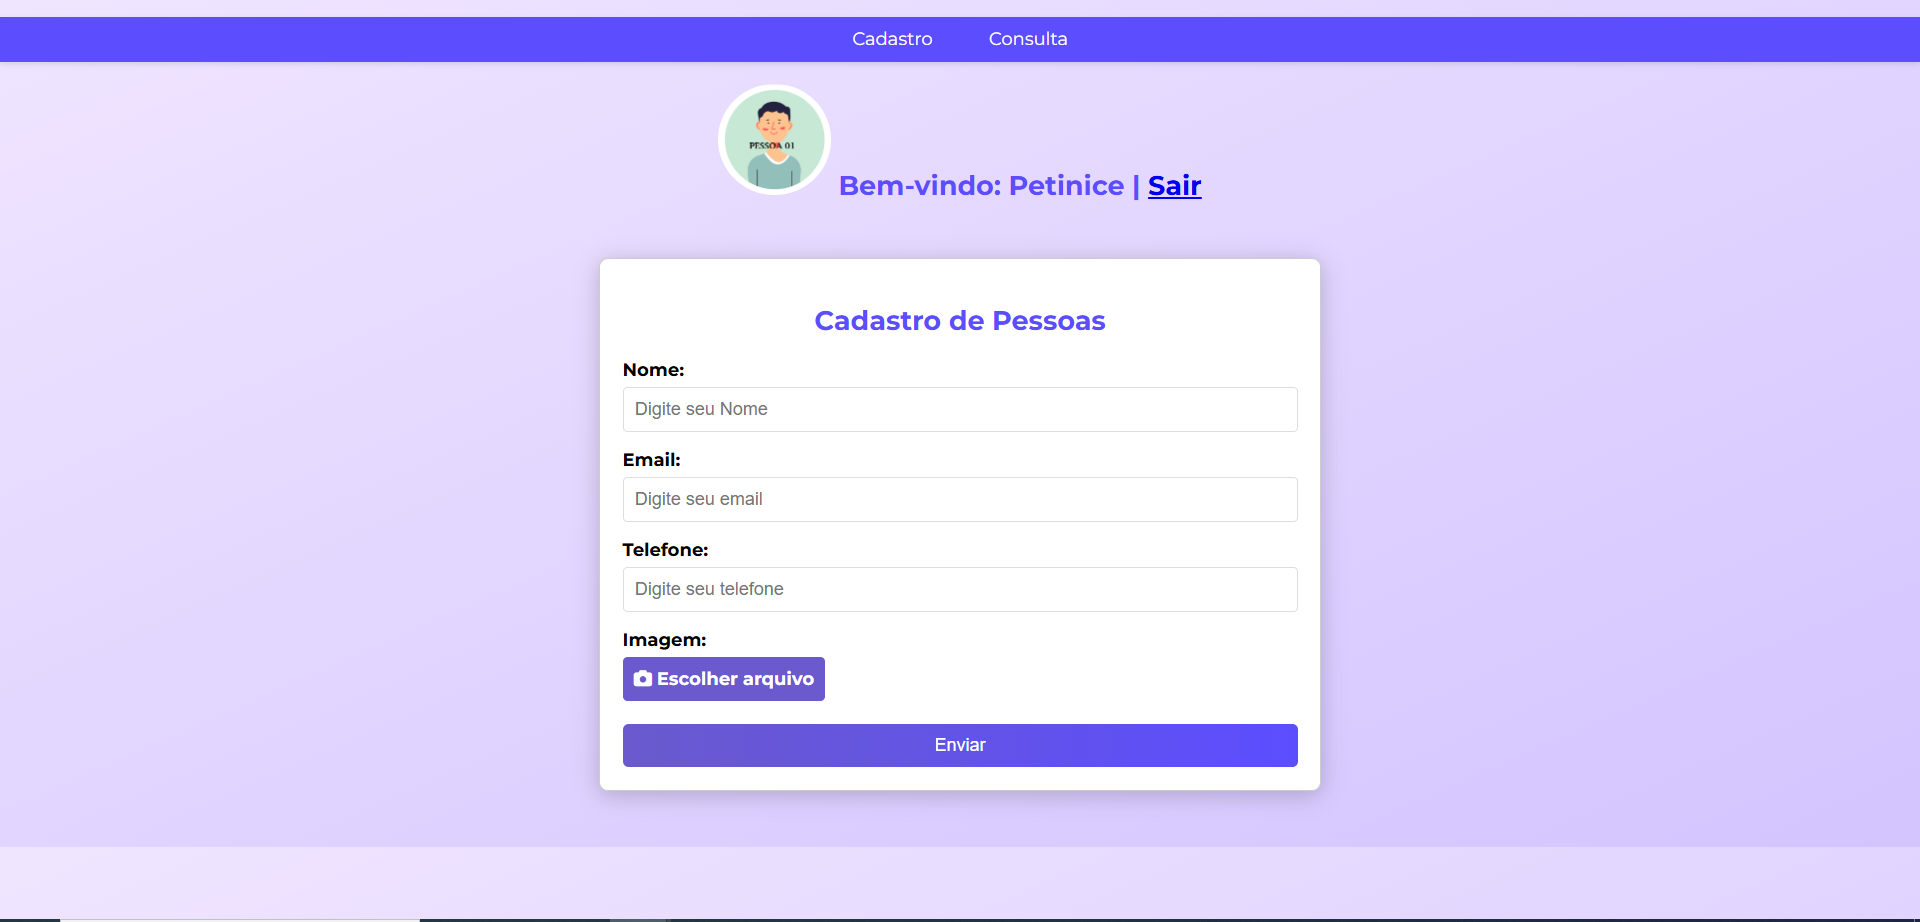 Cadastro Consulta
PESSOA 01
Bem-vindo: Petinice | Sair
Cadastro de Pessoas
Nome:
Digite seu Nome
Email:
Digite seu email
Telefone:
Digite seu telefone
Imagem:
Escolher arquivo
Enviar